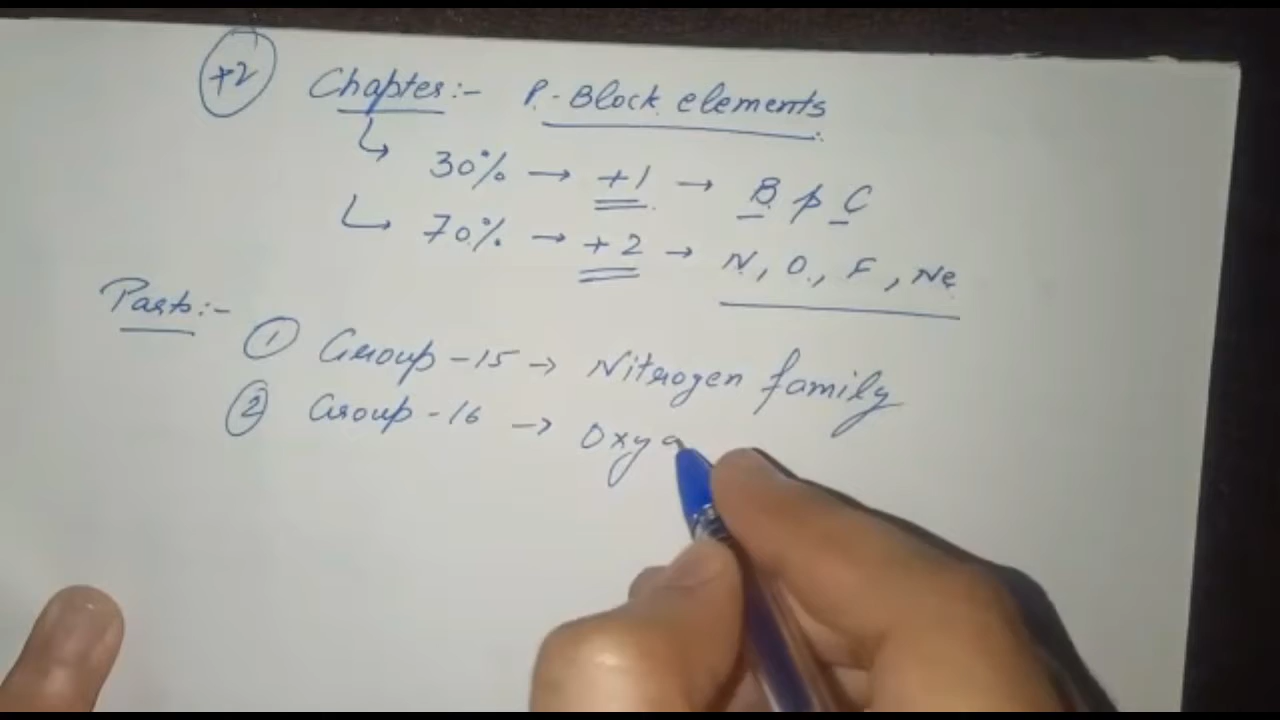 +2 Chapter:- P-Block elements
↳ 30% → +1 → B & C
↳ 70% → +2 → N, O, F, Ne
Parts:-
① Group-15 → Nitrogen family
② Group-16 → Oxyg